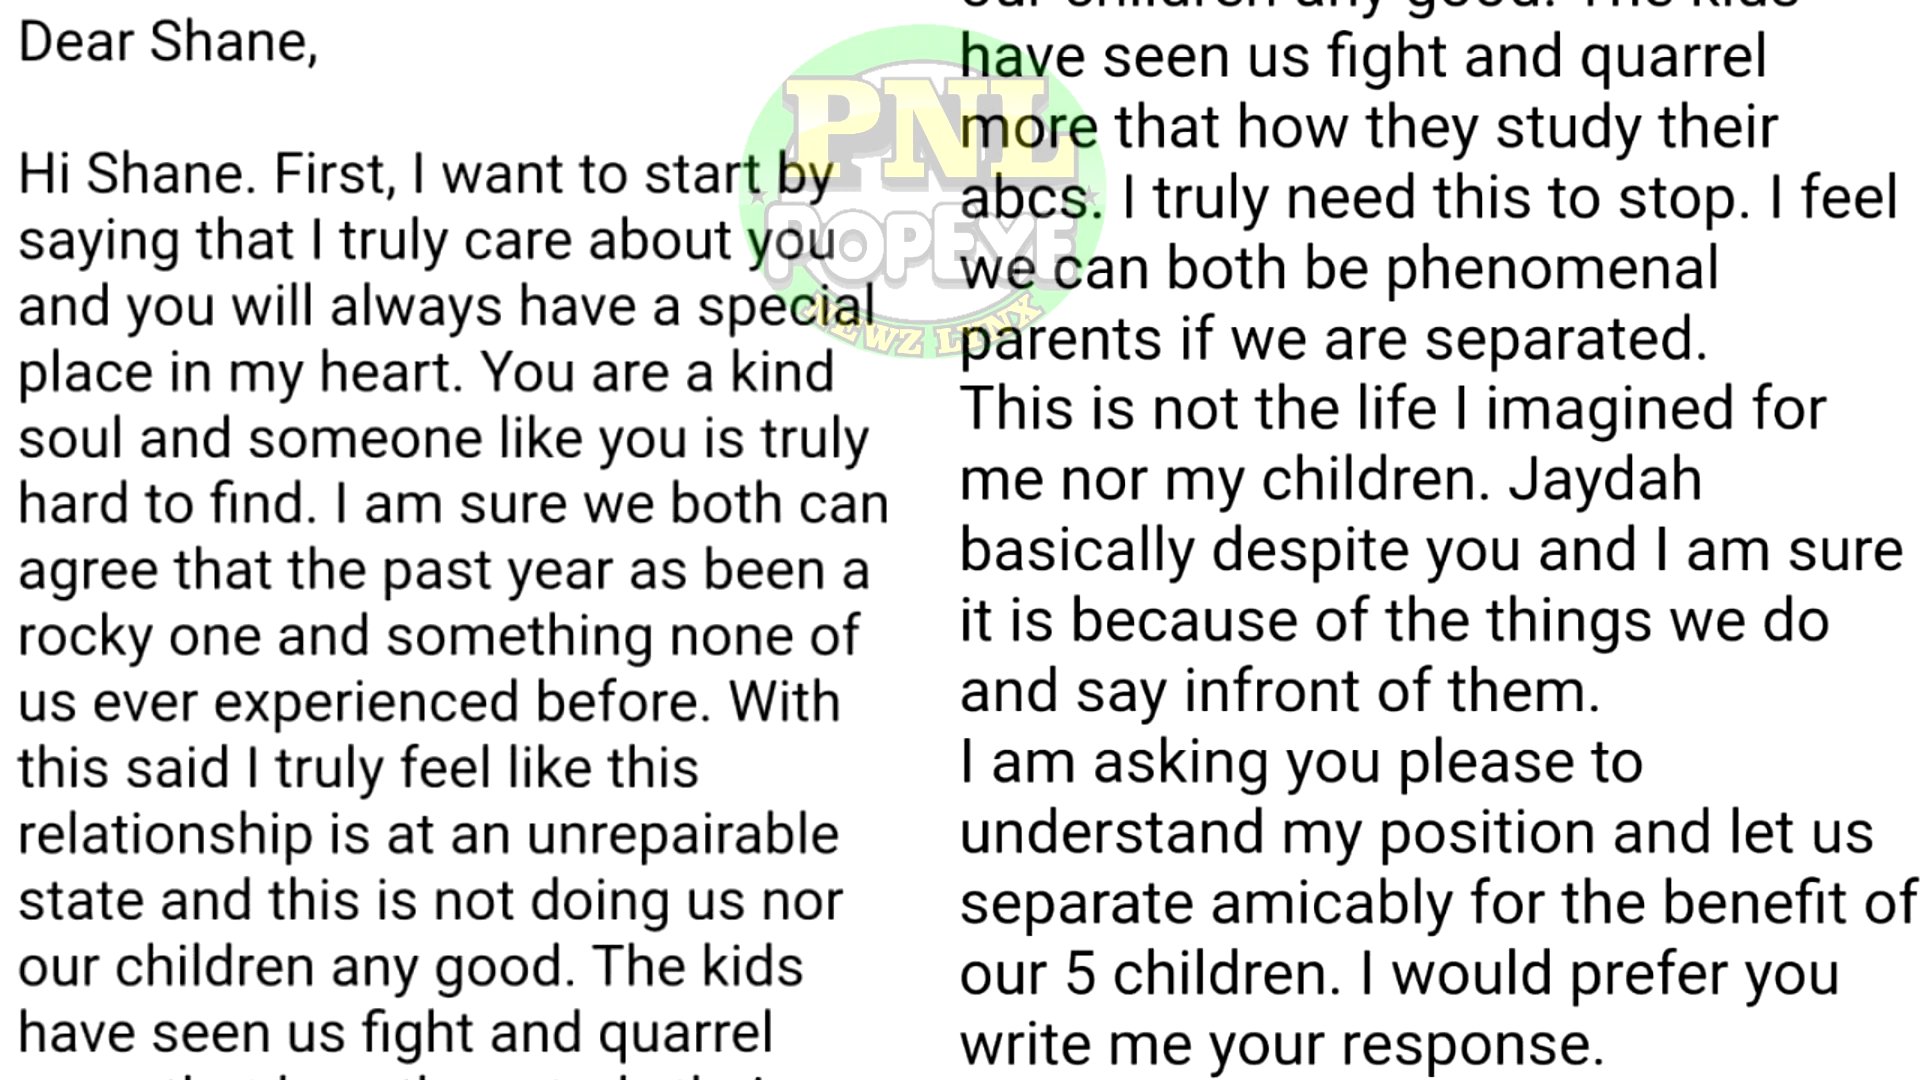 Dear Shane,
Hi Shane. First, I want to start by
saying that I truly care about you
and you will always have a special
place in my heart. You are a kind
soul and someone like you is truly
hard to find. I am sure we both can
agree that the past year as been a
rocky one and something none of
us ever experienced before. With
this said I truly feel like this
relationship is at an unrepairable
state and this is not doing us nor
our children any good. The kids
have seen us fight and quarrel
our children any good. The kids
have seen us fight and quarrel
more that how they study their
abcs. I truly need this to stop. I feel
we can both be phenomenal
parents if we are separated.
This is not the life I imagined for
me nor my children. Jaydah
basically despite you and I am sure
it is because of the things we do
and say infront of them.
I am asking you please to
understand my position and let us
separate amicably for the benefit of
our 5 children. I would prefer you
write me your response.
PNL
POPEYE
NEWZ LINX